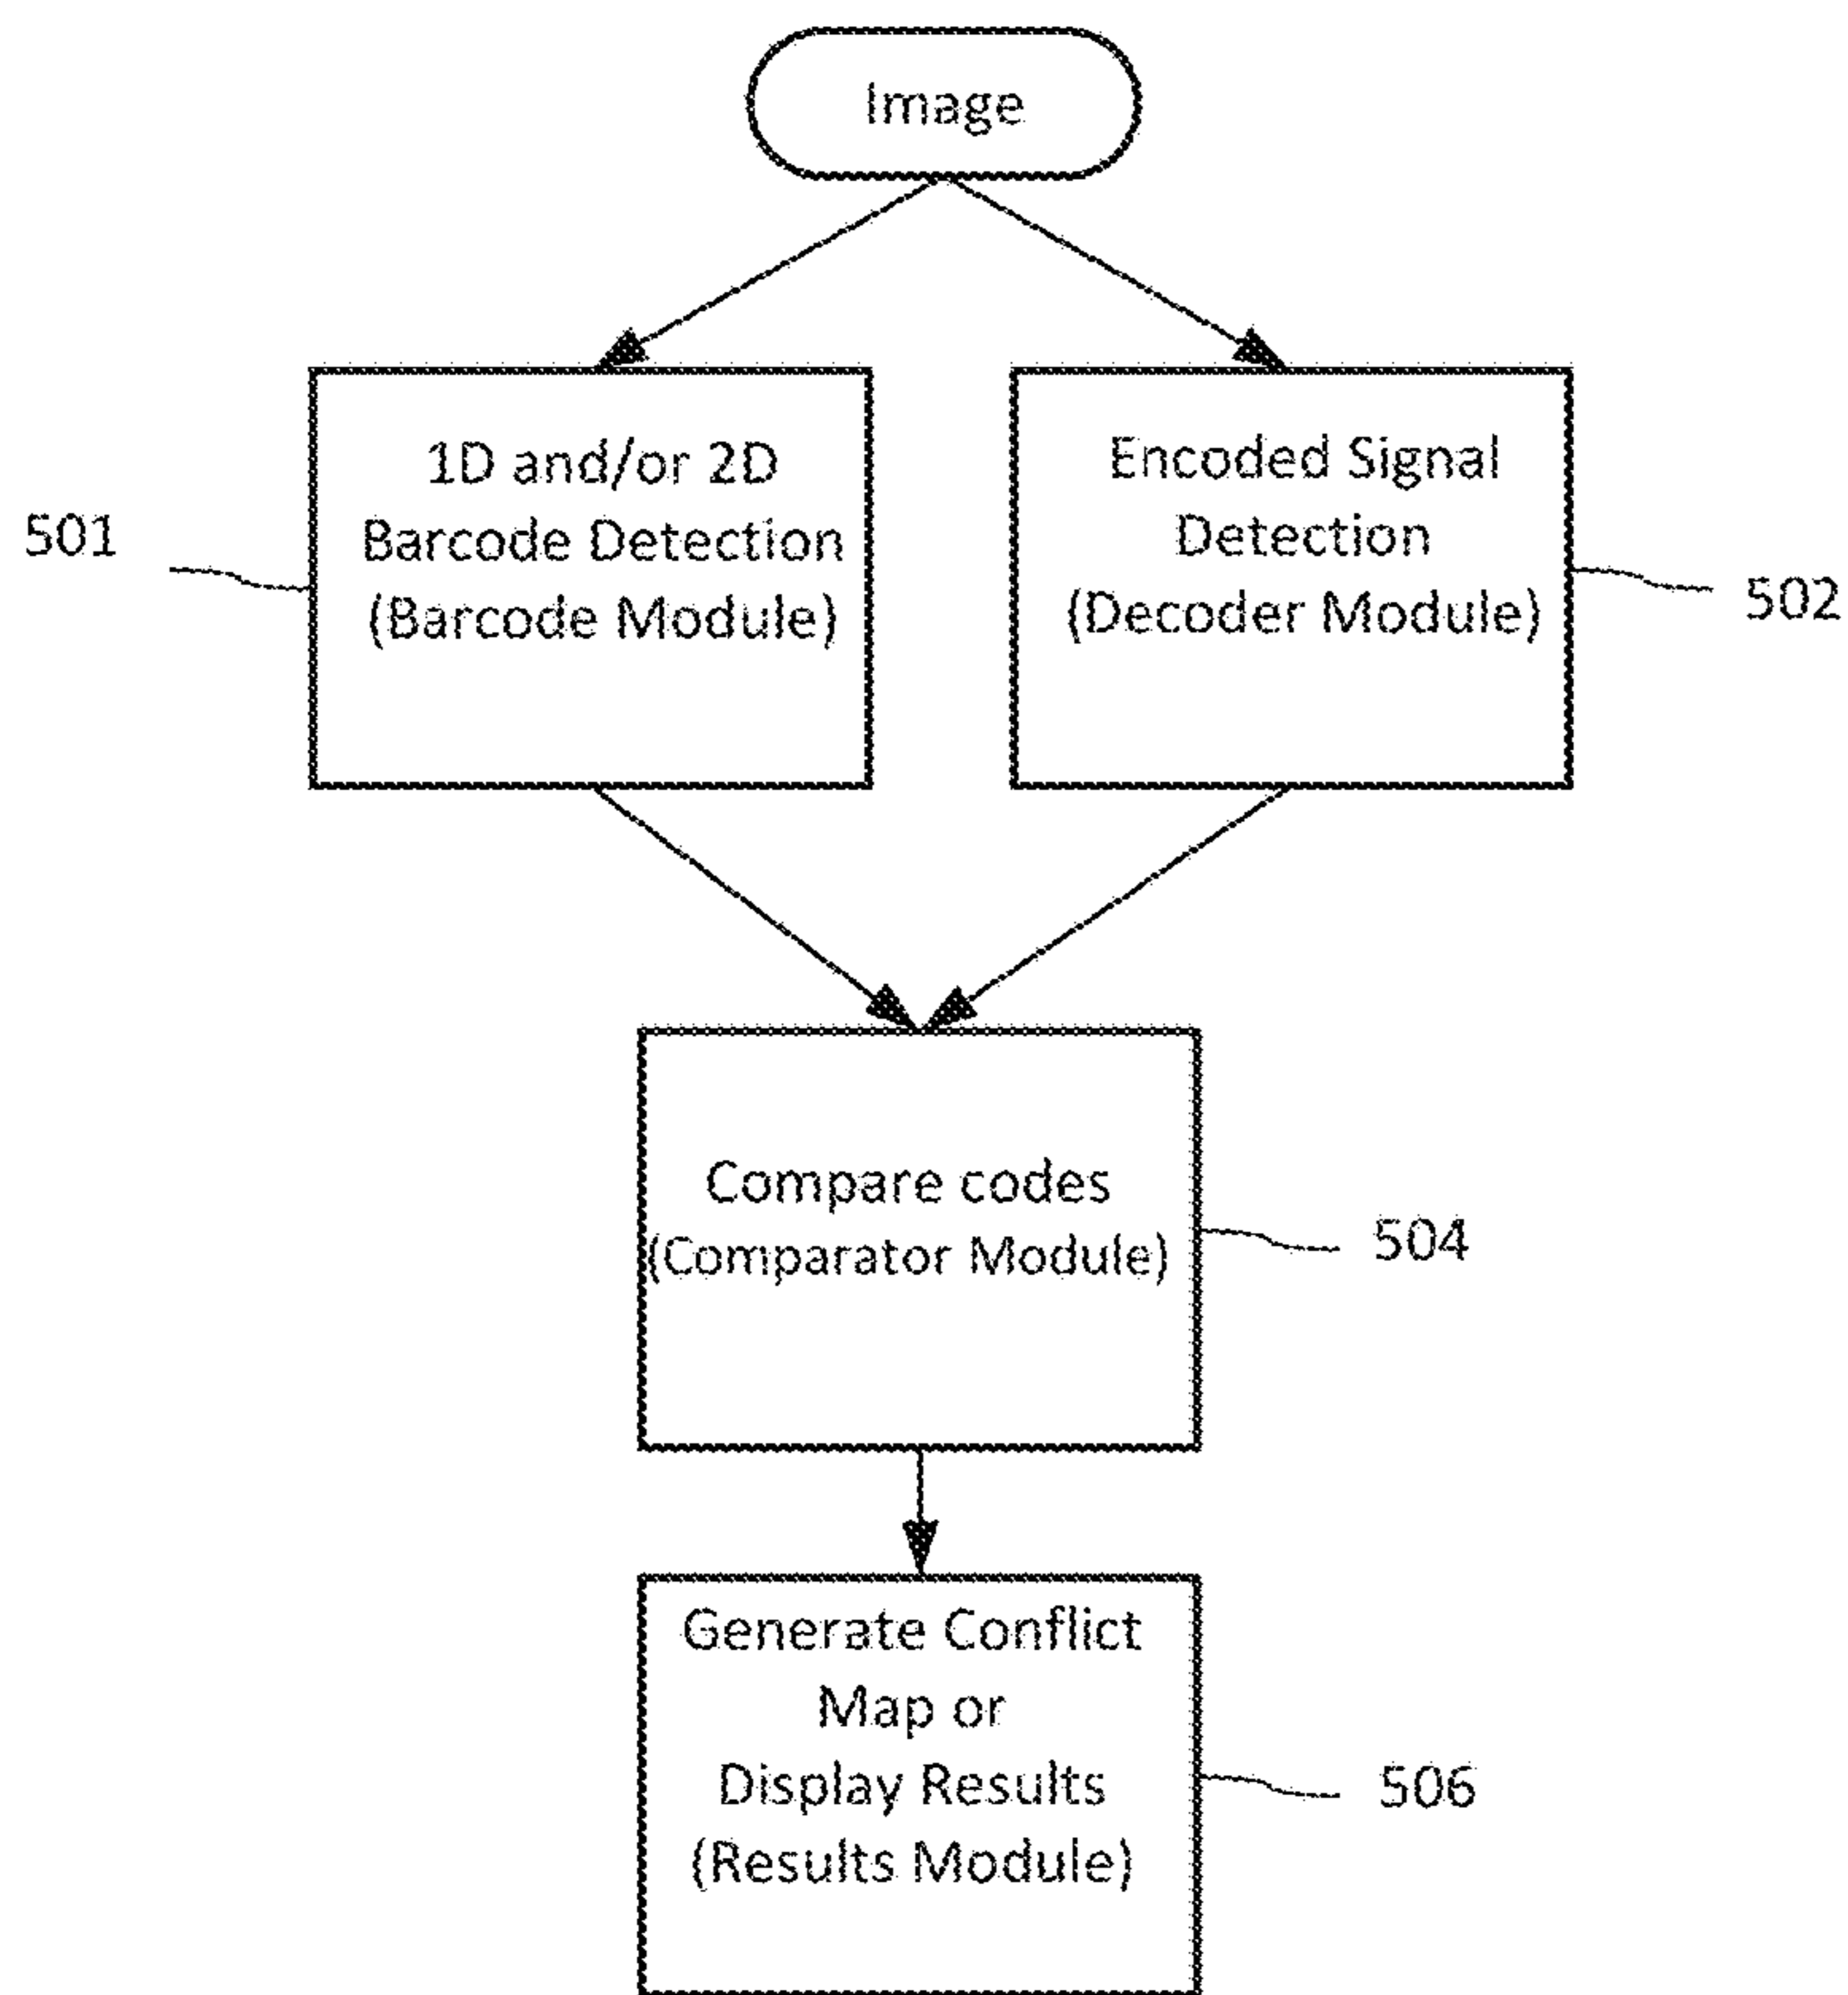 Image
1D and/or 2D
Barcode Detection
(Barcode Module)
501
Encoded Signal
Detection
(Decoder Module)
502
Compare codes
(Comparator Module)
504
Generate Conflict
Map or
Display Results
(Results Module)
506